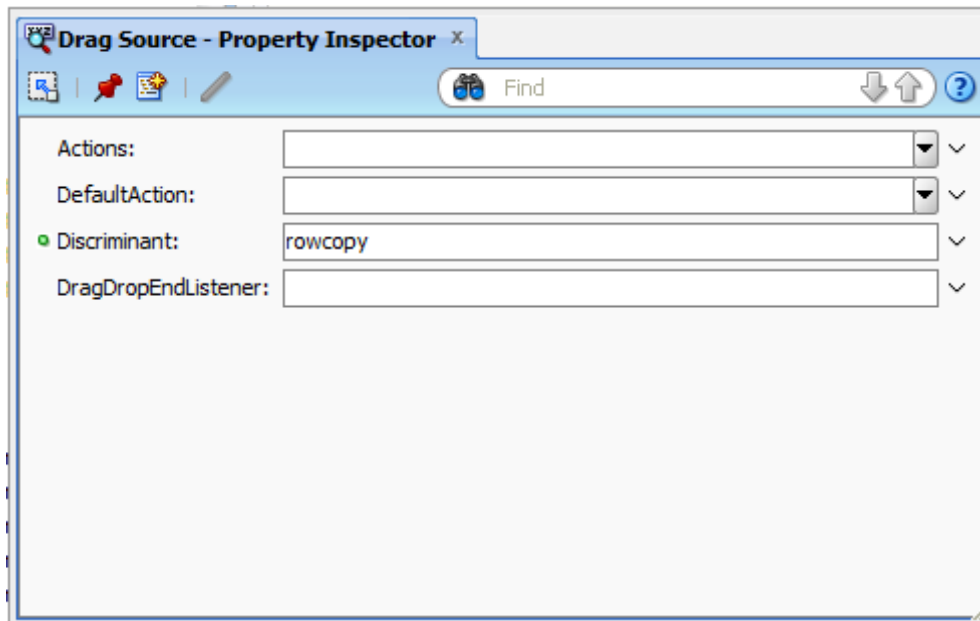 Drag Source - Property Inspector x
Find
Actions:
DefaultAction:
Discriminant: rowcopy
DragDropEndListener: